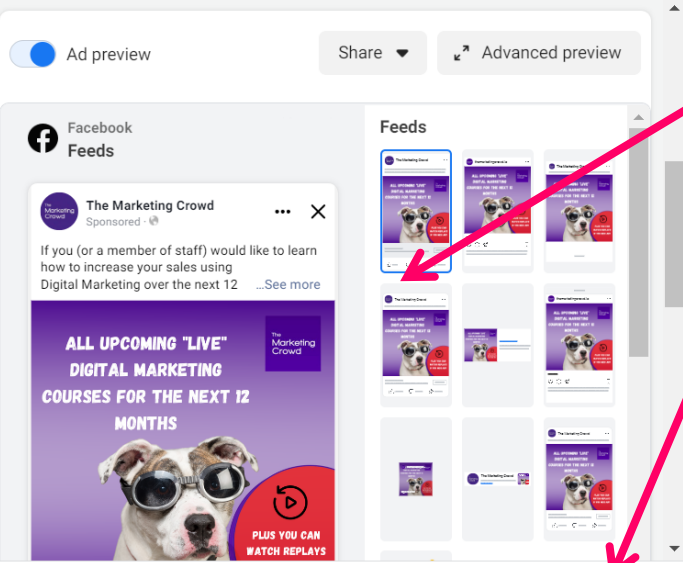 Ad preview
Share
Advanced preview
Facebook
Feeds
Feeds
The Marketing Crowd
Sponsored ·
If you (or a member of staff) would like to learn
how to increase your sales using
Digital Marketing over the next 12 ...See more
ALL UPCOMING "LIVE"
DIGITAL MARKETING
COURSES FOR THE NEXT 12
MONTHS
The
Marketing
Crowd
PLUS YOU CAN
WATCH REPLAYS